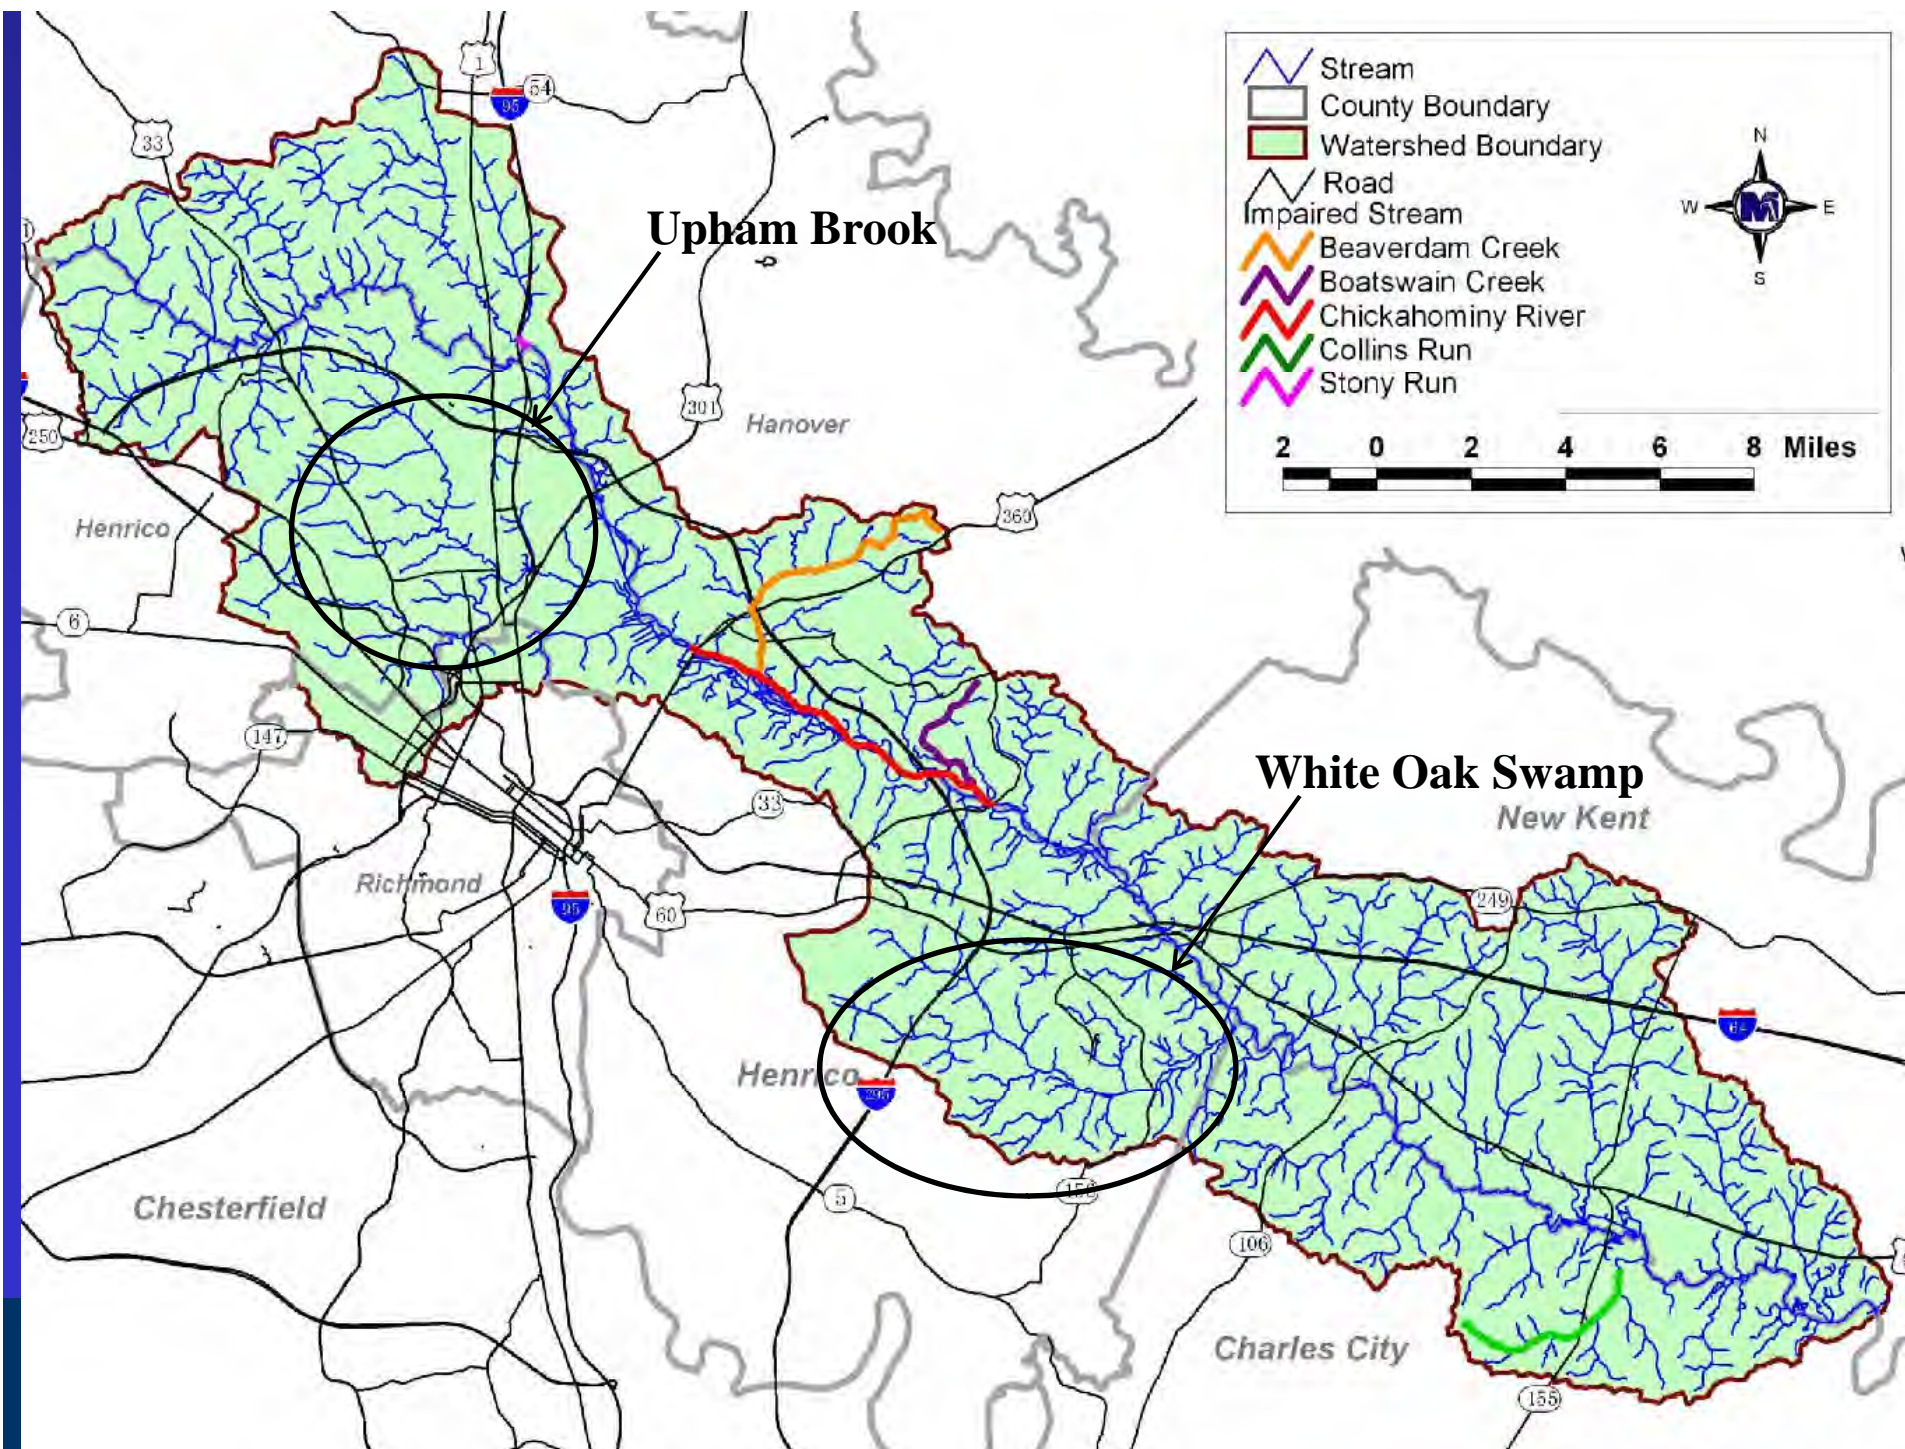 1
54
95
33
Upham Brook
301
Hanover
250
Henrico
360
6
147
33
White Oak Swamp
New Kent
Richmond
95
60
249
64
Henrico
295
Chesterfield
5
156
106
Charles City
155
Stream
County Boundary
Watershed Boundary
Road
Impaired Stream
Beaverdam Creek
Boatswain Creek
Chickahominy River
Collins Run
Stony Run
N
W M E
S
2 0 2 4 6 8 Miles